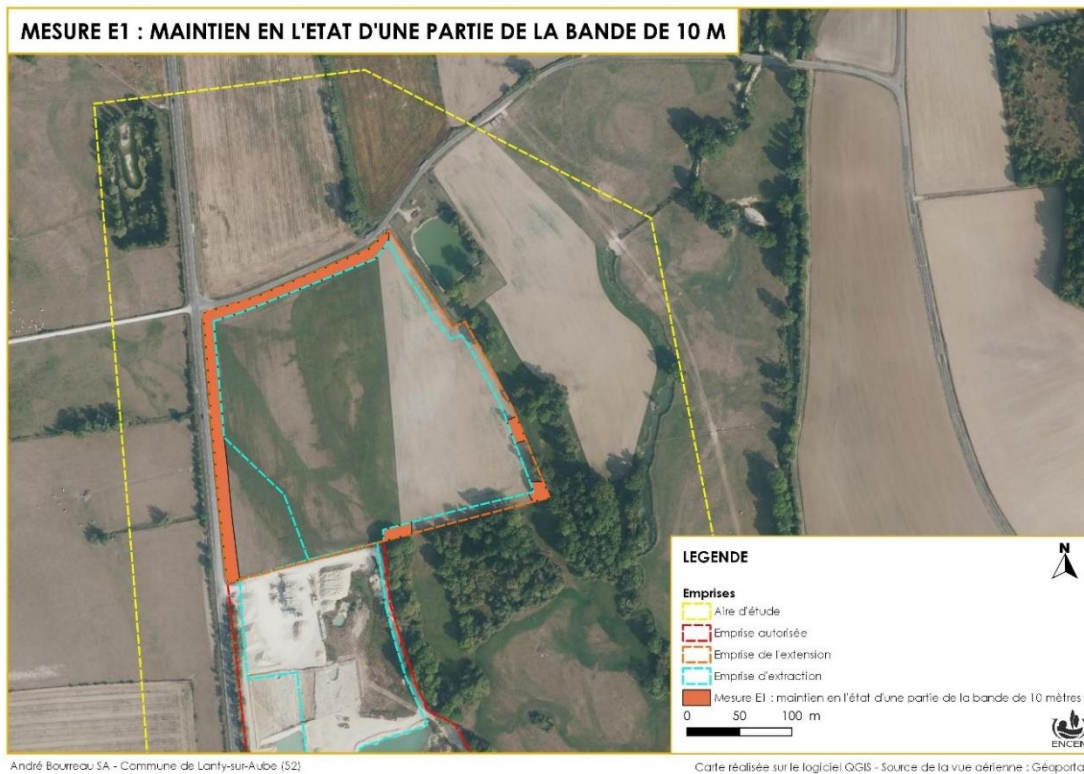 MESURE E1 : MAINTIEN EN L'ETAT D'UNE PARTIE DE LA BANDE DE 10 M
LEGENDE
N
Emprises
Aire d'étude
Emprise autorisée
Emprise de l'extension
Emprise d'extraction
Mesure E1 : maintien en l'état d'une partie de la bande de 10 mètres
0 50 100 m
ENCEM
André Bourreau SA - Commune de Lanty-sur-Aube (52)
Carte réalisée sur le logiciel QGIS - Source de la vue aérienne : Géoporta